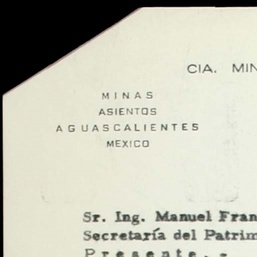 CIA. MIN
MINAS
ASIENTOS
AGUASCALIENTES
MEXICO
Sr. Ing. Manuel Fran
Secretaría del Patrim
Presente.-